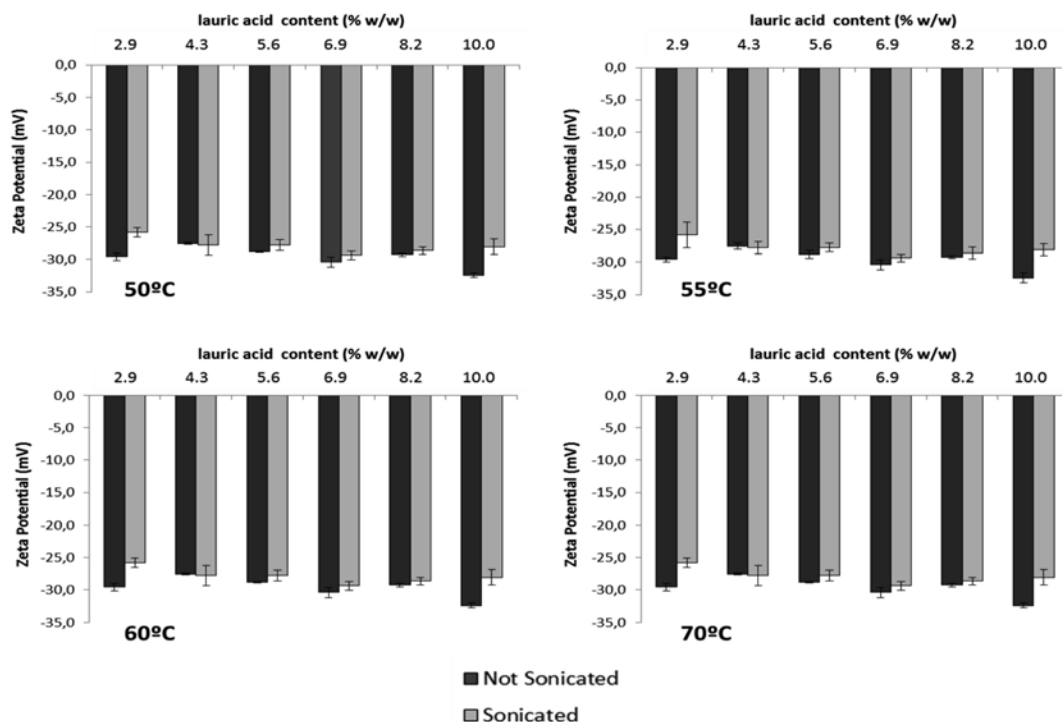 lauric acid content (% w/w)
2.9 4.3 5.6 6.9 8.2 10.0
0,0
-5,0
-10,0
-15,0
-20,0
-25,0
-30,0
-35,0
Zeta Potential (mV)
50ºC
lauric acid content (% w/w)
2.9 4.3 5.6 6.9 8.2 10.0
0,0
-5,0
-10,0
-15,0
-20,0
-25,0
-30,0
-35,0
Zeta Potential (mV)
55ºC
lauric acid content (% w/w)
2.9 4.3 5.6 6.9 8.2 10.0
0,0
-5,0
-10,0
-15,0
-20,0
-25,0
-30,0
-35,0
Zeta Potential (mV)
60ºC
lauric acid content (% w/w)
2.9 4.3 5.6 6.9 8.2 10.0
0,0
-5,0
-10,0
-15,0
-20,0
-25,0
-30,0
-35,0
Zeta Potential (mV)
70ºC
Not Sonicated
Sonicated